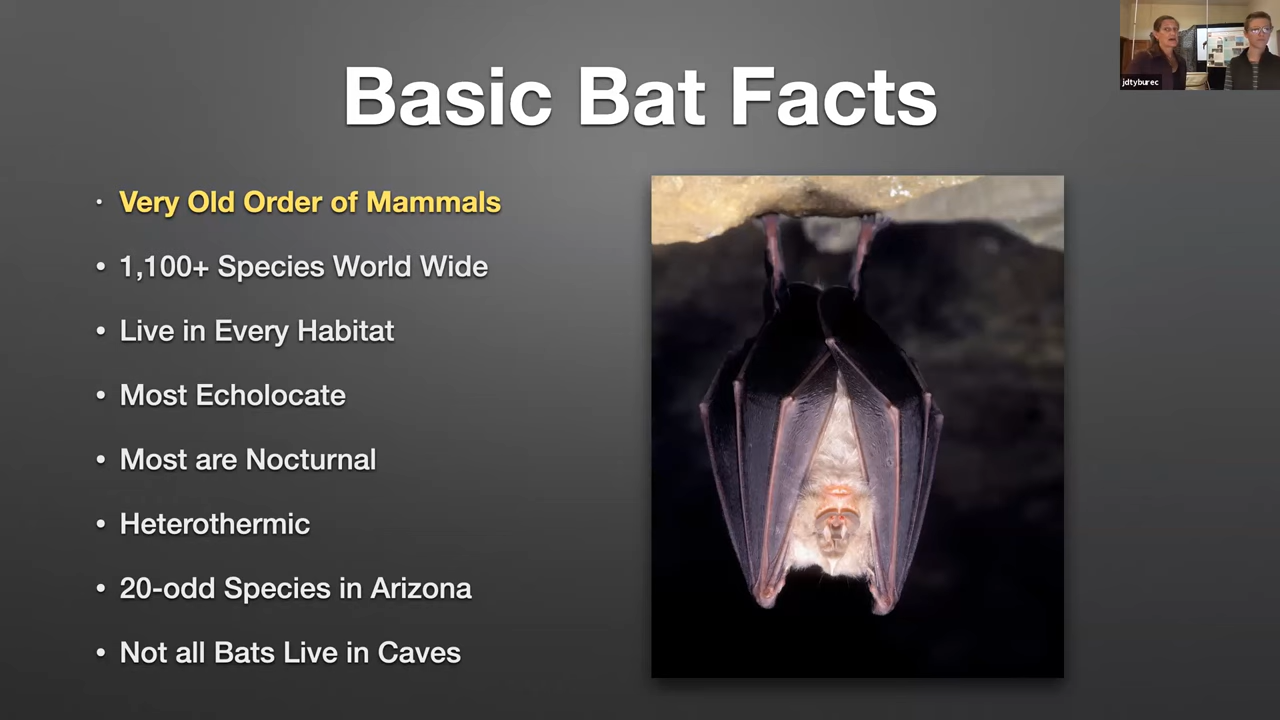 Basic Bat Facts
jdtyburec
• Very Old Order of Mammals
• 1,100+ Species World Wide
• Live in Every Habitat
• Most Echolocate
• Most are Nocturnal
• Heterothermic
• 20-odd Species in Arizona
• Not all Bats Live in Caves